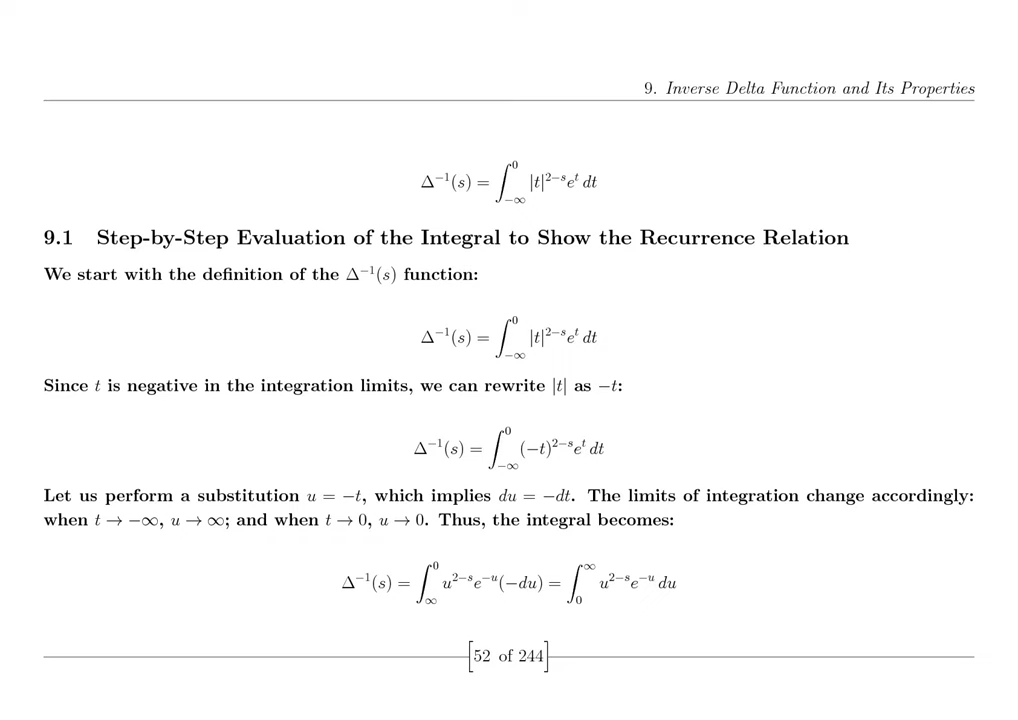 9. Inverse Delta Function and Its Properties
Δ⁻¹(s) = ∫_{−∞}^{0} |t|^{2−s} e^{t} dt
9.1 Step-by-Step Evaluation of the Integral to Show the Recurrence Relation
We start with the definition of the Δ⁻¹(s) function:
Δ⁻¹(s) = ∫_{−∞}^{0} |t|^{2−s} e^{t} dt
Since t is negative in the integration limits, we can rewrite |t| as −t:
Δ⁻¹(s) = ∫_{−∞}^{0} (−t)^{2−s} e^{t} dt
Let us perform a substitution u = −t, which implies du = −dt. The limits of integration change accordingly:
when t → −∞, u → ∞; and when t → 0, u → 0. Thus, the integral becomes:
Δ⁻¹(s) = ∫_{∞}^{0} u^{2−s} e^{−u} (−du) = ∫_{0}^{∞} u^{2−s} e^{−u} du
[52 of 244]